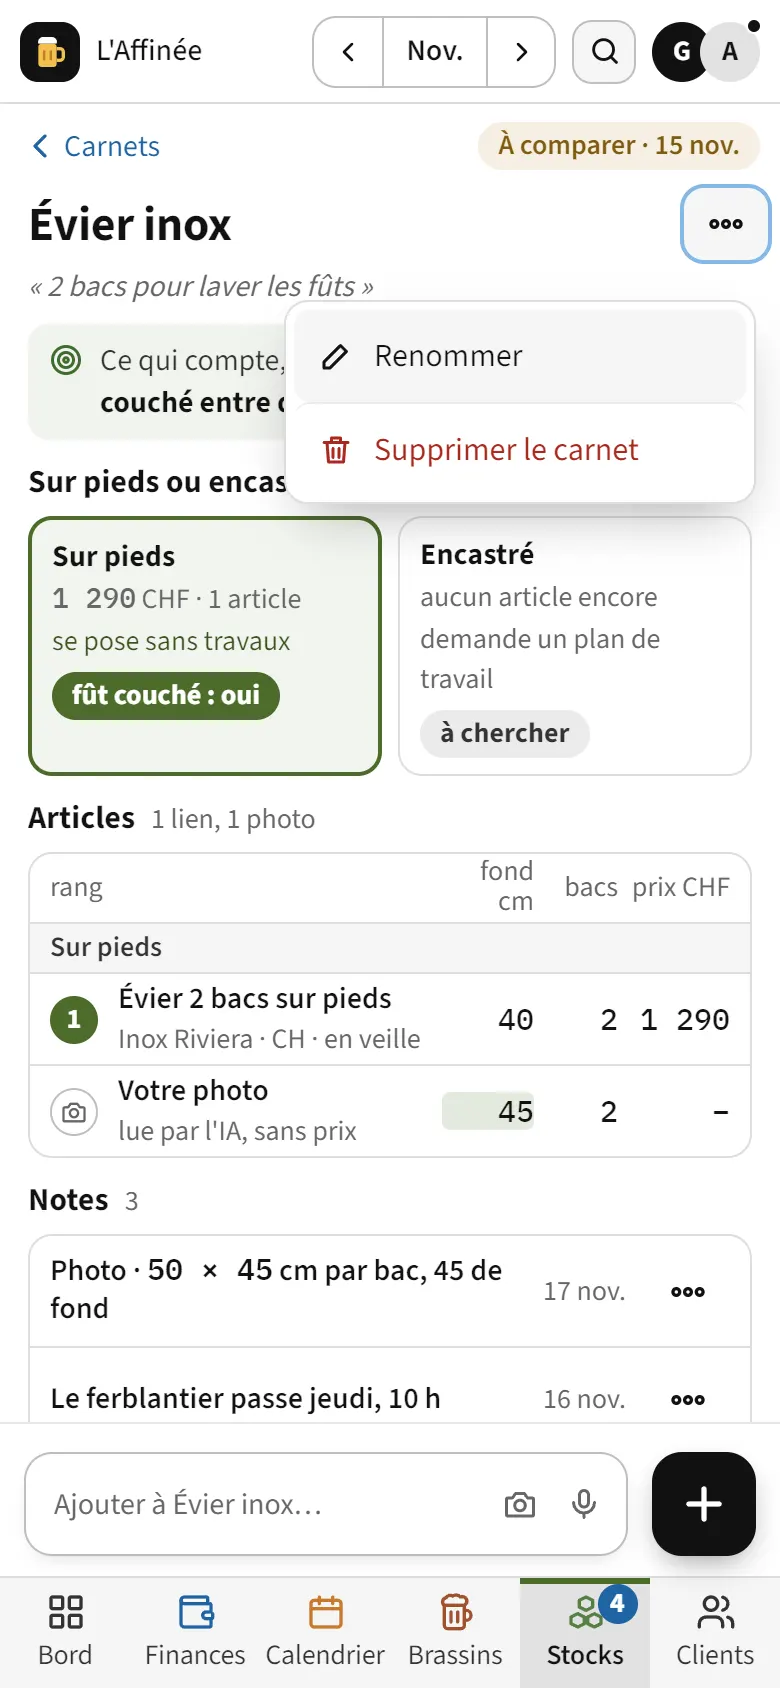 L'Affinée
Nov.
G
A
Carnets
À comparer · 15 nov.
Évier inox
« 2 bacs pour laver les fûts »
Ce qui compte,
couché entre
Renommer
Supprimer le carnet
Sur pieds ou encas
Sur pieds
1 290 CHF · 1 article
se pose sans travaux
fût couché : oui
Encastré
aucun article encore
demande un plan de
travail
à chercher
Articles 1 lien, 1 photo
rang fond cm bacs prix CHF
Sur pieds
1 Évier 2 bacs sur pieds 40 2 1 290
Inox Riviera · CH · en veille
Votre photo 45 2 –
lue par l'IA, sans prix
Notes 3
Photo · 50 × 45 cm par bac, 45 de
fond
17 nov.
Le ferblantier passe jeudi, 10 h 16 nov.
Ajouter à Évier inox…
4
Bord Finances Calendrier Brassins Stocks Clients